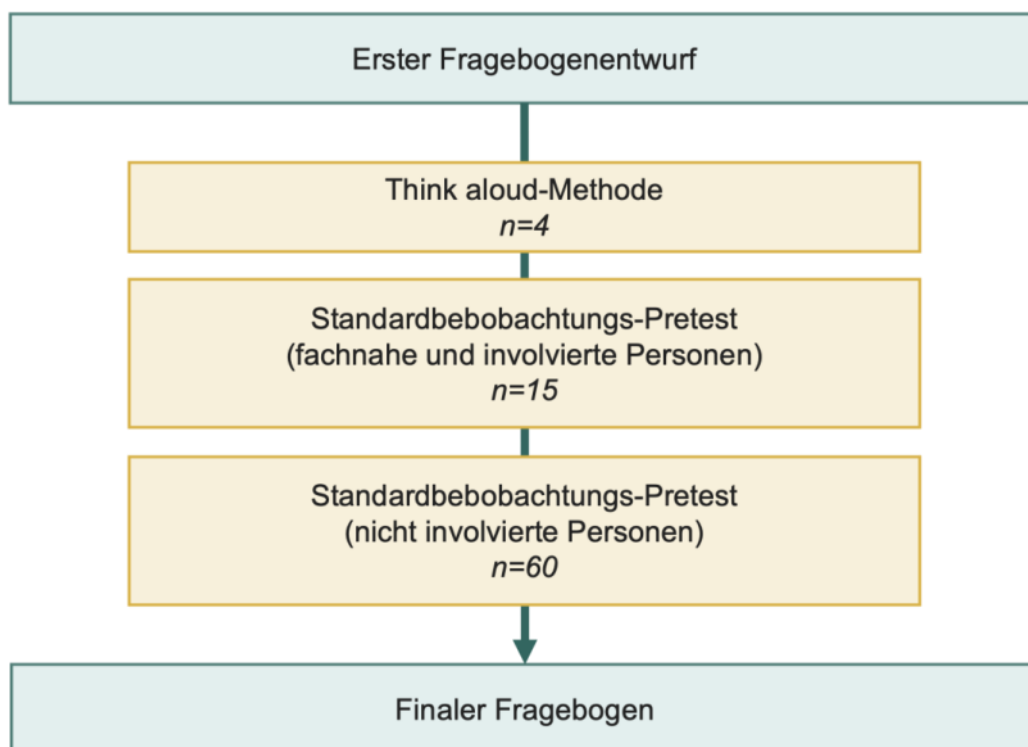 Erster Fragebogenentwurf
Think aloud-Methode
n=4
Standardbebobachtungs-Pretest
(fachnahe und involvierte Personen)
n=15
Standardbebobachtungs-Pretest
(nicht involvierte Personen)
n=60
Finaler Fragebogen